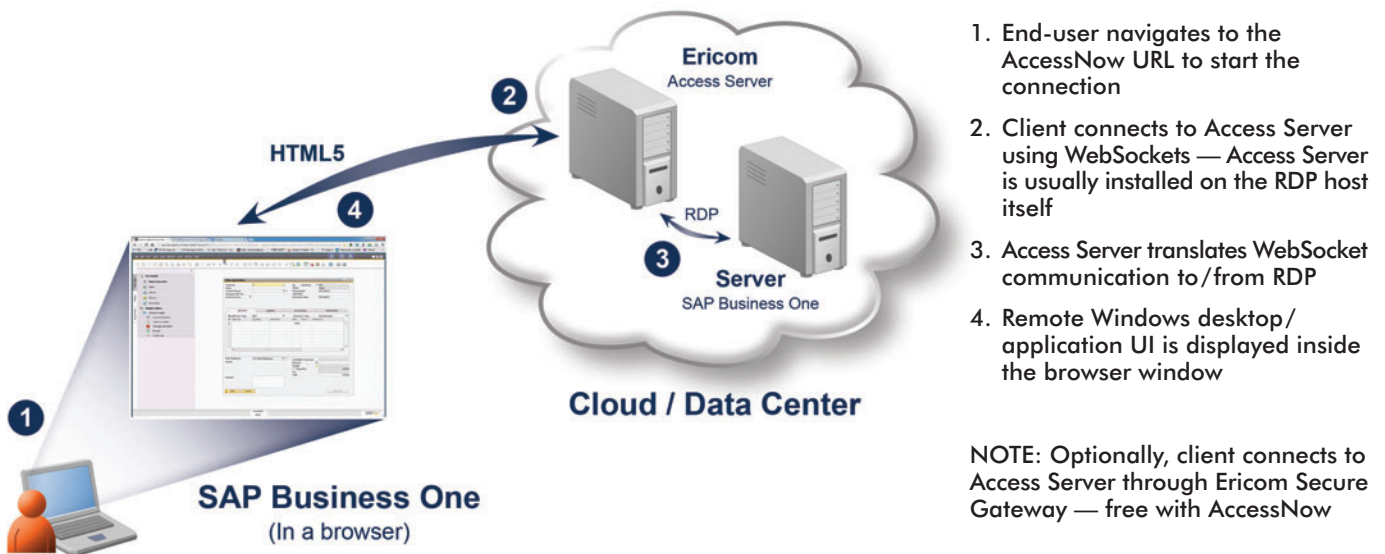 Ericom
Access Server
2
HTML5
4
RDP
3
Server
SAP Business One
Cloud / Data Center
1
SAP Business One
(In a browser)
1. End-user navigates to the
AccessNow URL to start the
connection
2. Client connects to Access Server
using WebSockets — Access Server
is usually installed on the RDP host
itself
3. Access Server translates WebSocket
communication to/from RDP
4. Remote Windows desktop/
application UI is displayed inside
the browser window
NOTE: Optionally, client connects to
Access Server through Ericom Secure
Gateway — free with AccessNow